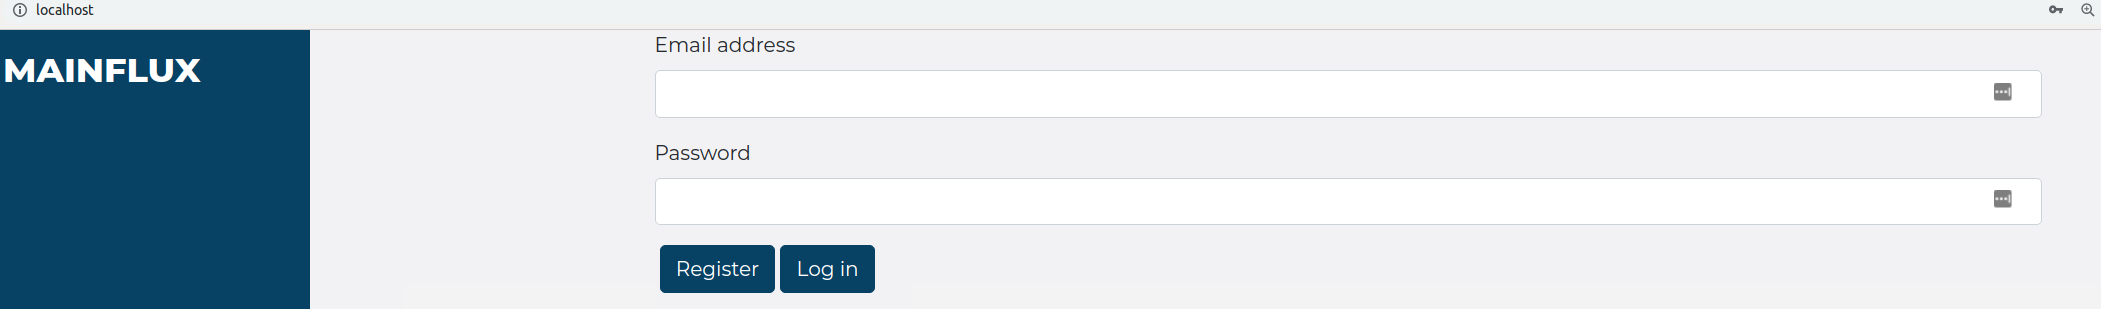 localhost
MAINFLUX
Email address
Password
Register Log in